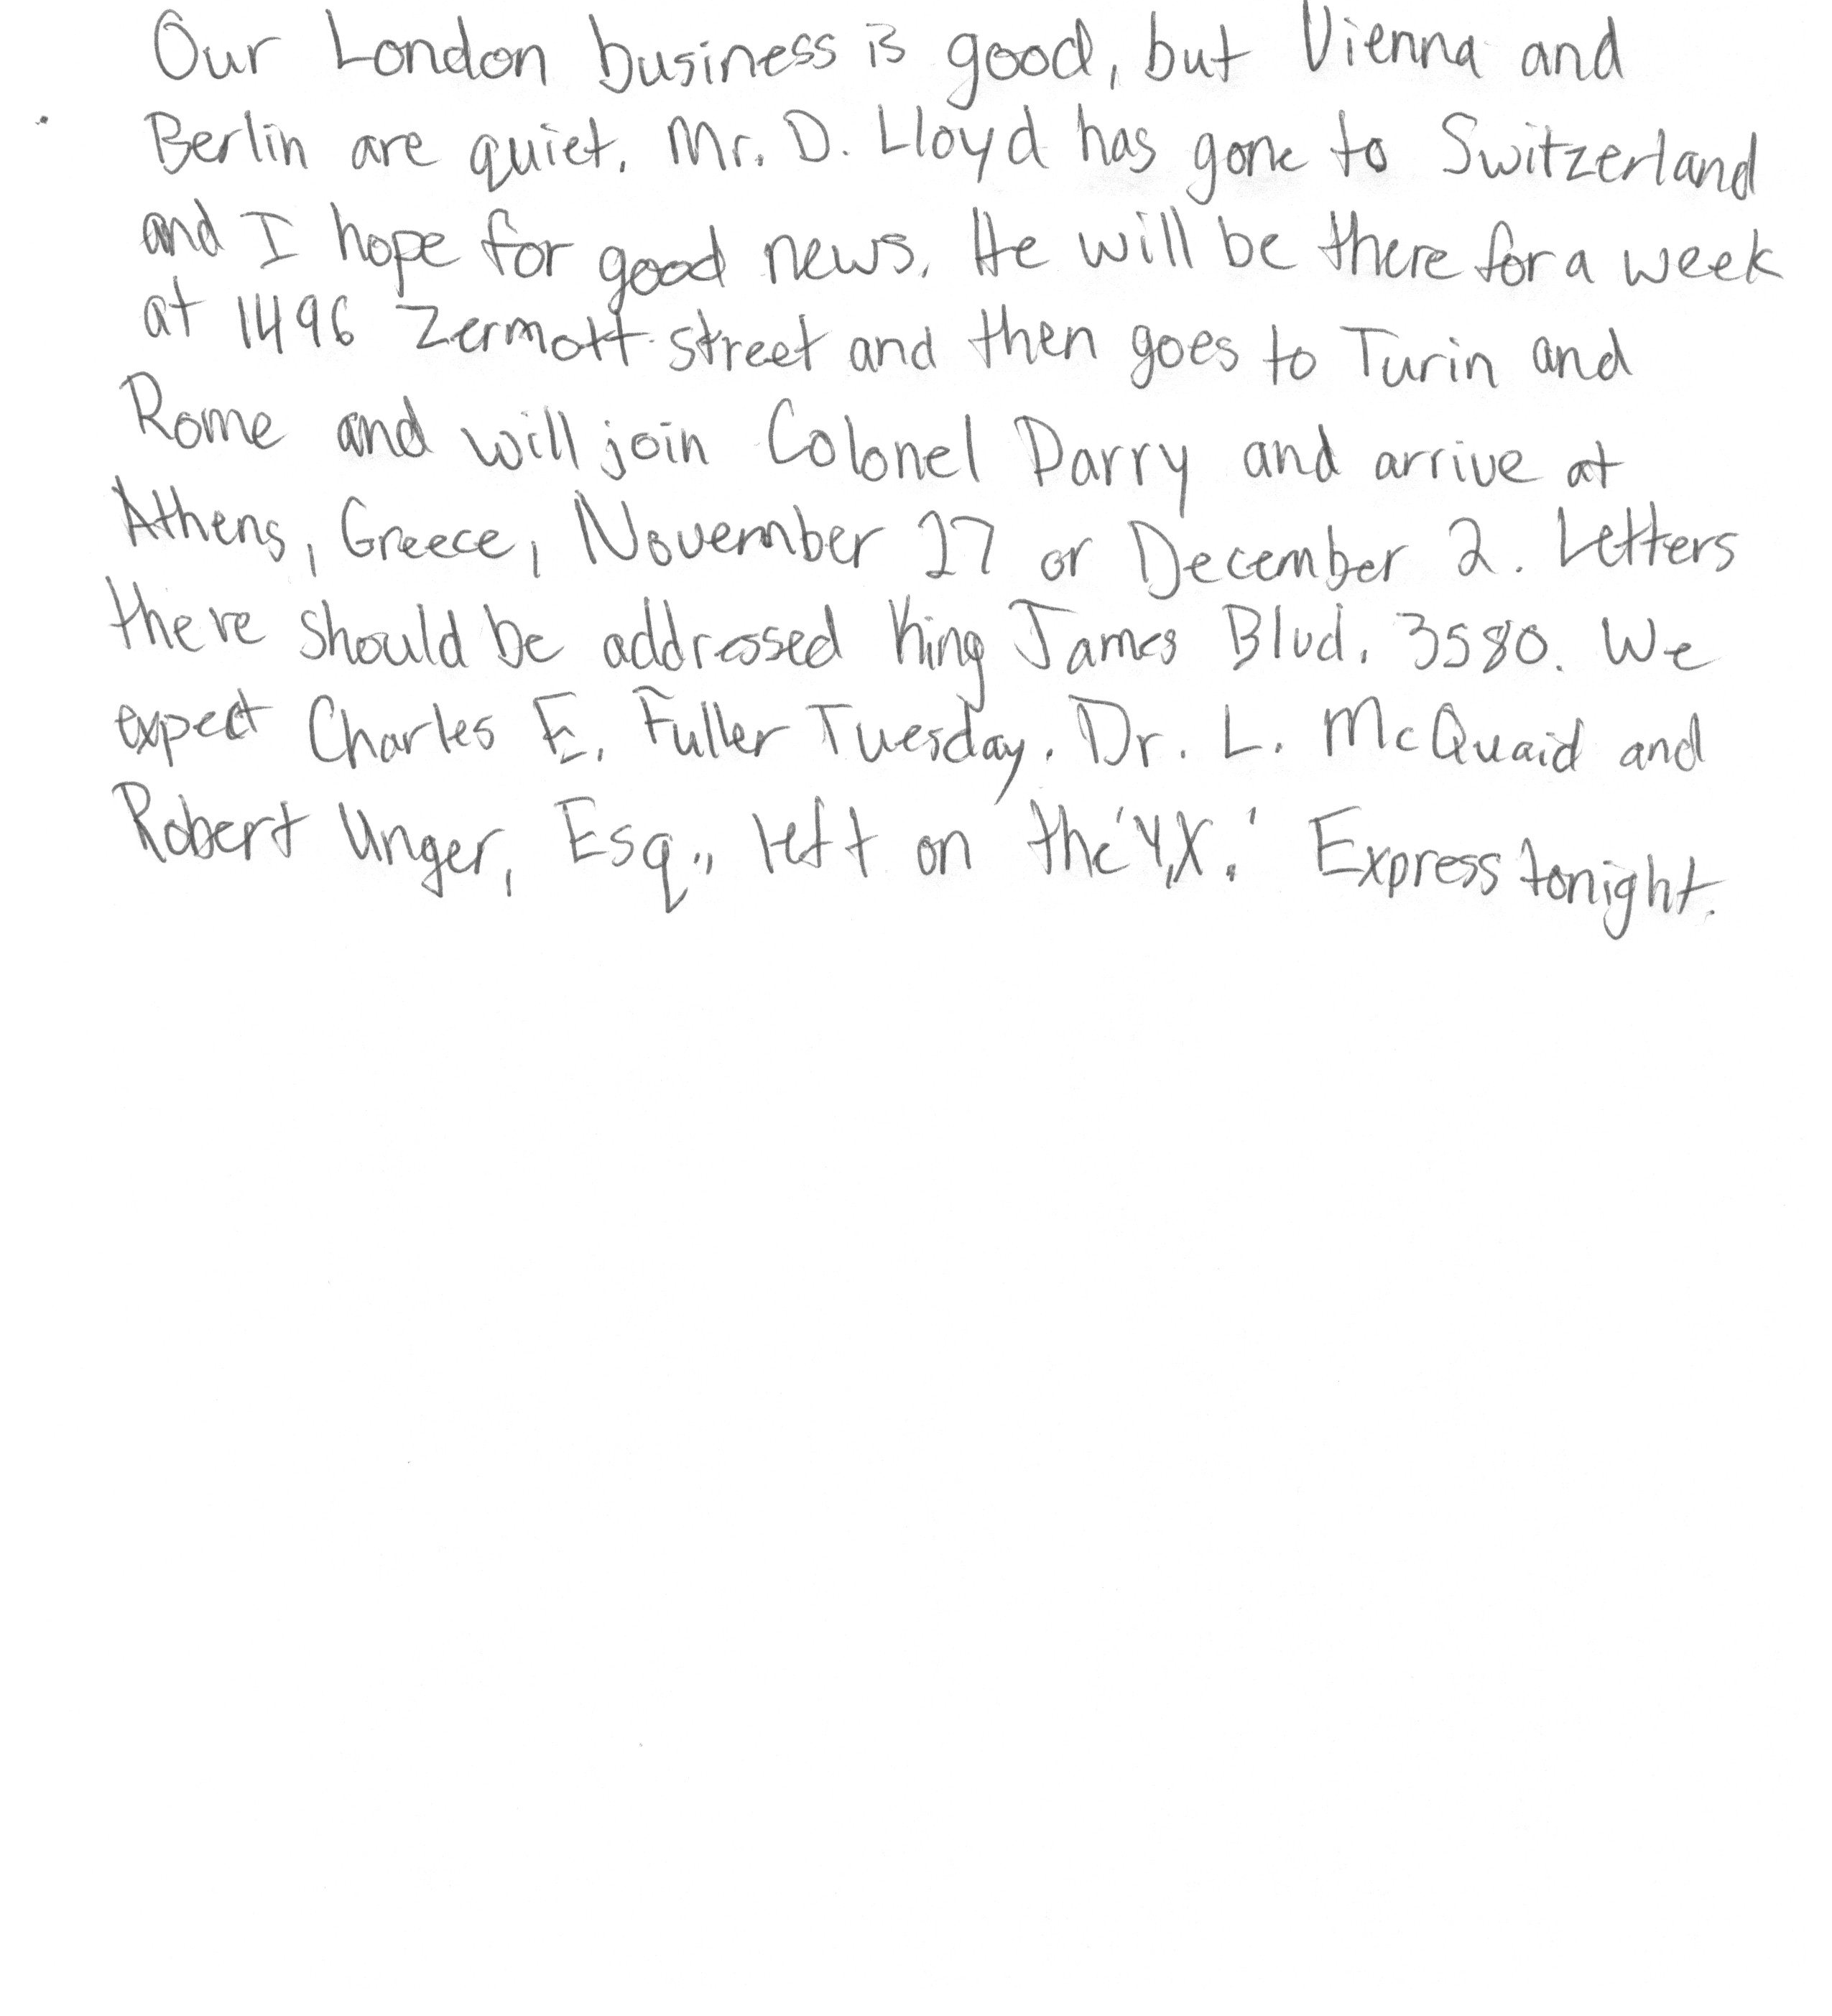 Our London business is good, but Vienna and
Berlin are quiet. Mr. D. Lloyd has gone to Switzerland
and I hope for good news. He will be there for a week
at 1496 Zermott street and then goes to Turin and
Rome and will join Colonel Parry and arrive at
Athens, Greece, November 27 or December 2. Letters
there should be addressed King James Blvd. 3580. We
expect Charles E. Fuller Tuesday. Dr. L. McQuaid and
Robert Unger, Esq., left on the 'Y.X.' Express tonight.